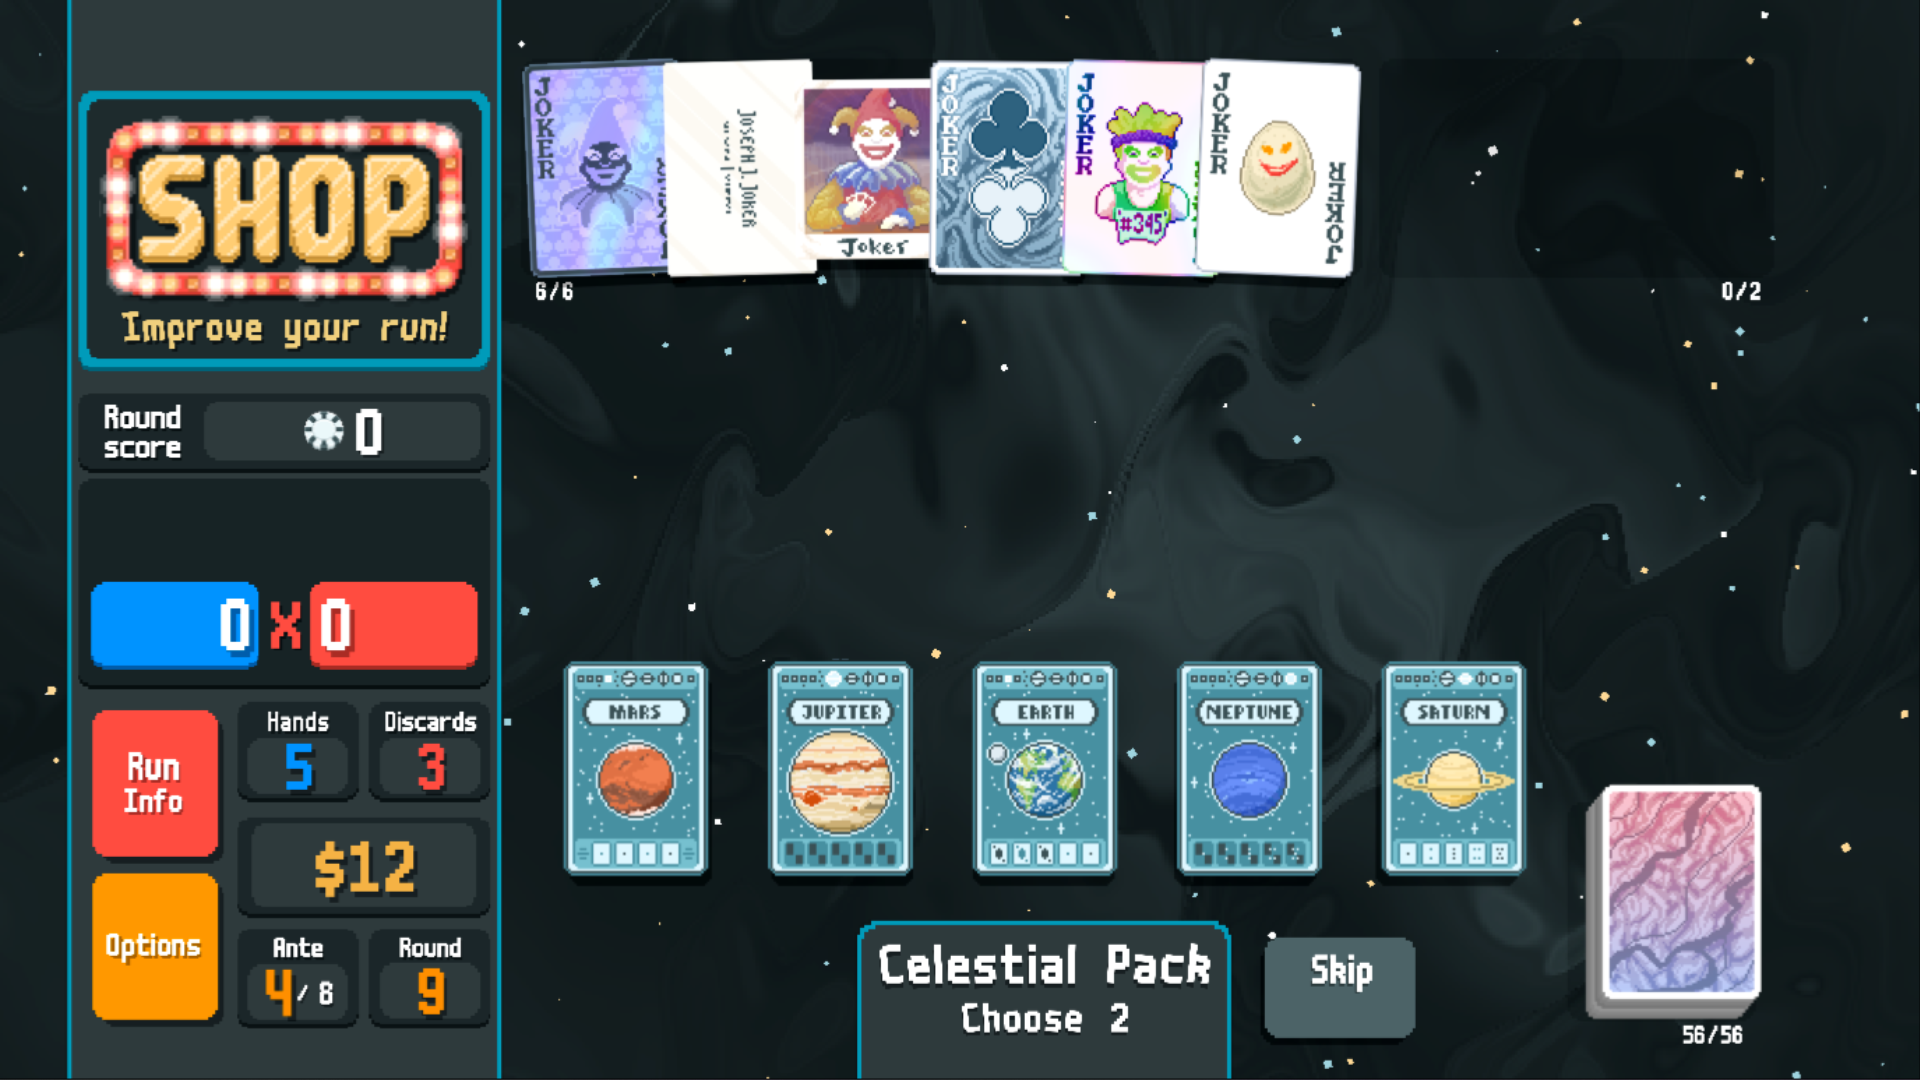 SHOP
Improve your run!
Round
score
0
0 X 0
Run
Info
Hands
5
Discards
3
$12
Options
Ante
4 / 8
Round
9
JOKER
JOSEPH J. JOKER
Joker
JOKER
JOKER
#345
JOKER
JOKER
6/6
0/2
MARS
JUPITER
EARTH
NEPTUNE
SATURN
Celestial Pack
Choose 2
Skip
56/56